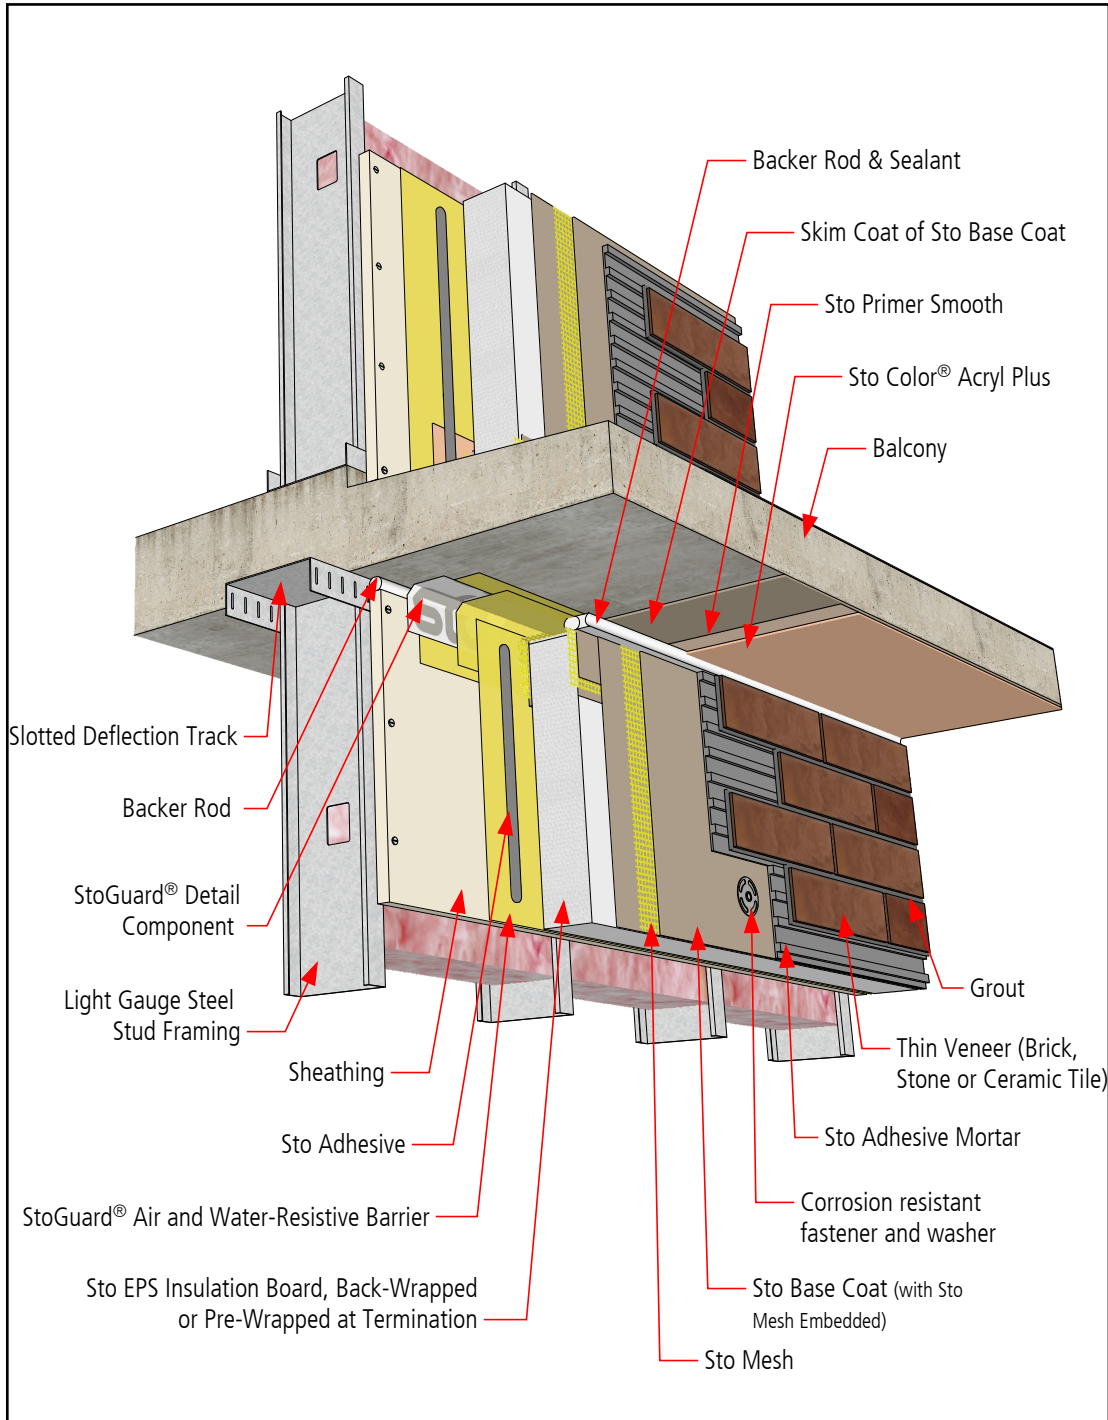 Backer Rod & Sealant
Skim Coat of Sto Base Coat
Sto Primer Smooth
Sto Color® Acryl Plus
Balcony
Slotted Deflection Track
Backer Rod
StoGuard® Detail
Component
Light Gauge Steel
Stud Framing
Sheathing
Sto Adhesive
StoGuard® Air and Water-Resistive Barrier
Sto EPS Insulation Board, Back-Wrapped
or Pre-Wrapped at Termination
Grout
Thin Veneer (Brick,
Stone or Ceramic Tile)
Sto Adhesive Mortar
Corrosion resistant
fastener and washer
Sto Base Coat (with Sto
Mesh Embedded)
Sto Mesh